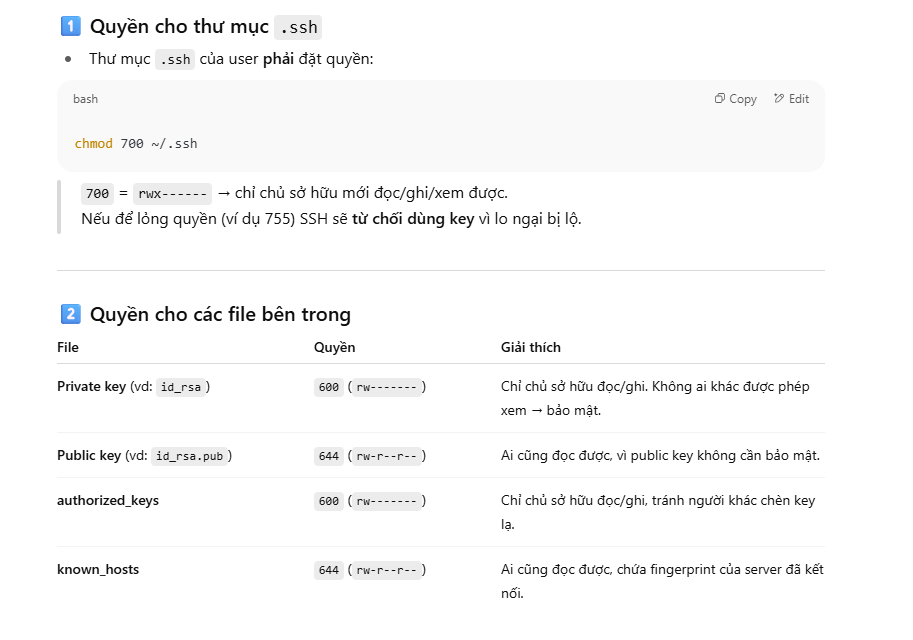 1 Quyền cho thư mục .ssh
• Thư mục .ssh của user phải đặt quyền:
bash Copy Edit
chmod 700 ~/.ssh
700 = rwx------ → chỉ chủ sở hữu mới đọc/ghi/xem được.
Nếu để lỏng quyền (ví dụ 755) SSH sẽ từ chối dùng key vì lo ngại bị lộ.
2 Quyền cho các file bên trong
File Quyền Giải thích
Private key (vd: id_rsa) 600 (rw-------) Chỉ chủ sở hữu đọc/ghi. Không ai khác được phép
xem → bảo mật.
Public key (vd: id_rsa.pub) 644 (rw-r--r--) Ai cũng đọc được, vì public key không cần bảo mật.
authorized_keys 600 (rw-------) Chỉ chủ sở hữu đọc/ghi, tránh người khác chèn key
lạ.
known_hosts 644 (rw-r--r--) Ai cũng đọc được, chứa fingerprint của server đã kết
nối.